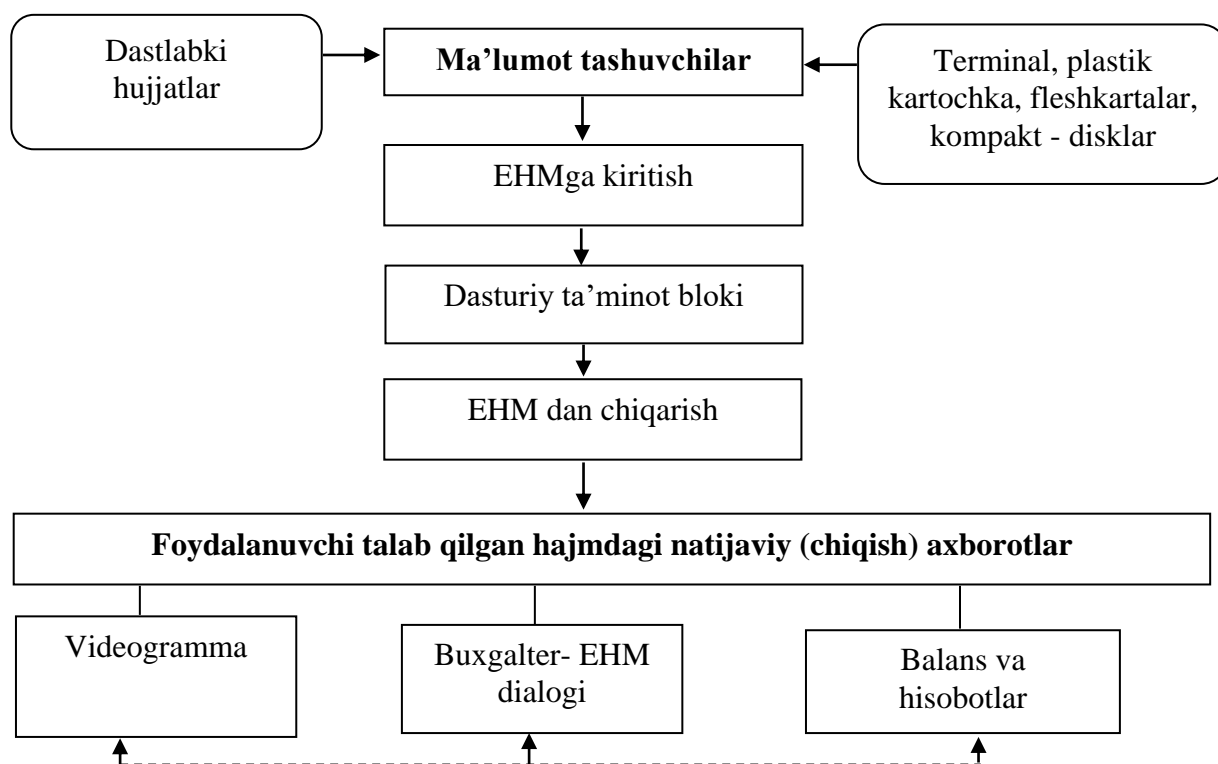 Dastlabki
hujjatlar
Ma’lumot tashuvchilar
Terminal, plastik
kartochka, fleshkartalar,
kompakt - disklar
EHMga kiritish
Dasturiy ta’minot bloki
EHM dan chiqarish
Foydalanuvchi talab qilgan hajmdagi natijaviy (chiqish) axborotlar
Videogramma
Buxgalter- EHM
dialogi
Balans va
hisobotlar